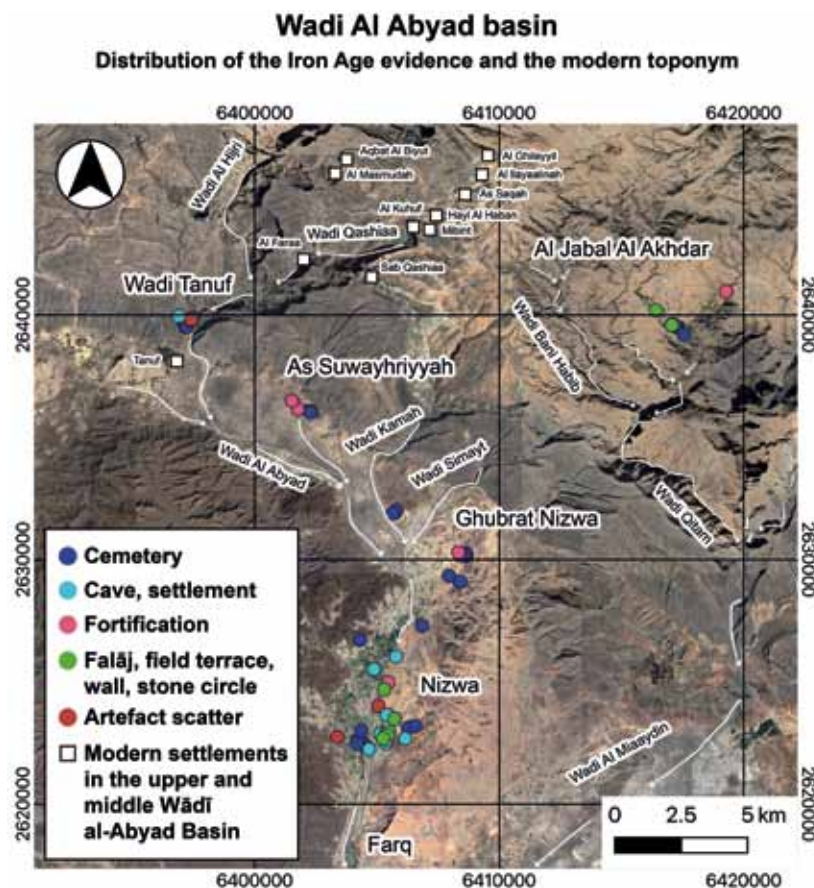 Wadi Al Abyad basin
Distribution of the Iron Age evidence and the modern toponym
6400000
6410000
6420000
Aqbat Al Biyut
Al Masmudah
Al Ghilayyil
As Saqah
Wadi Al Hijri
Al Kuhuf
Hayl Al Haban
Mibint
Wadi Qashiaa
Al Faraa
Sab Qashiaa
Al Jabal Al Akhdar
Wadi Tanuf
2640000
2640000
Tanuf
Wadi Bani Habib
As Suwayhriyyah
Wadi Kamah
Wadi Al Abyad
Wadi Simayt
Wadi Qitam
Ghubrat Nizwa
2630000
2630000
Cemetery
Cave, settlement
Fortification
Falāj, field terrace,
wall, stone circle
Artefact scatter
Modern settlements
in the upper and
middle Wādī
al-Abyad Basin
Nizwa
Wadi Al Miaaydin
2620000
2620000
Farq
0
2.5
5 km
6400000
6410000
6420000